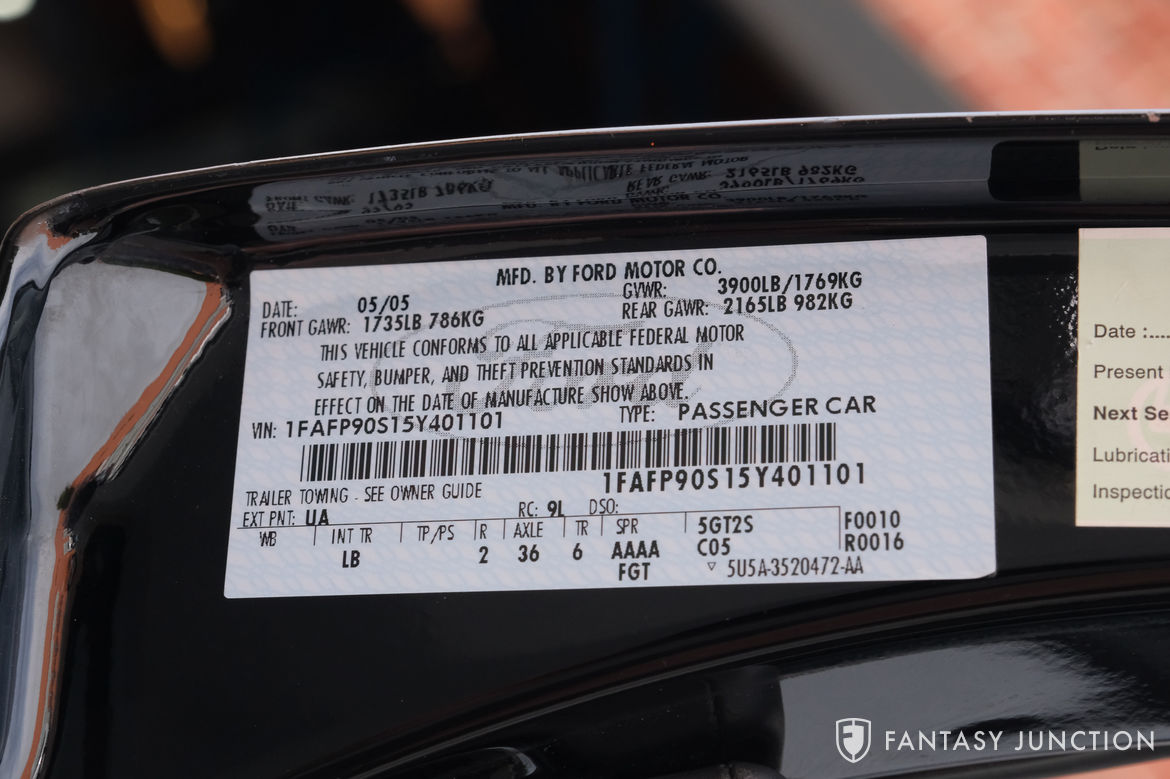 MFD. BY FORD MOTOR CO.
DATE: 05/05 GVWR: 3900LB/1769KG
FRONT GAWR: 1735LB 786KG REAR GAWR: 2165LB 982KG
THIS VEHICLE CONFORMS TO ALL APPLICABLE FEDERAL MOTOR
SAFETY, BUMPER, AND THEFT PREVENTION STANDARDS IN
EFFECT ON THE DATE OF MANUFACTURE SHOW ABOVE.
VIN: 1FAFP90S15Y401101 TYPE: PASSENGER CAR
1FAFP90S15Y401101
TRAILER TOWING - SEE OWNER GUIDE
EXT PNT: UA RC: 9L DSO:
WB INT TR TP/PS R AXLE TR SPR 5GT2S F0010
LB 2 36 6 AAAA C05 R0016
FGT ▽ 5U5A-3520472-AA
Date :....
Present
Next Se
Lubricati
Inspectio
FANTASY JUNCTION